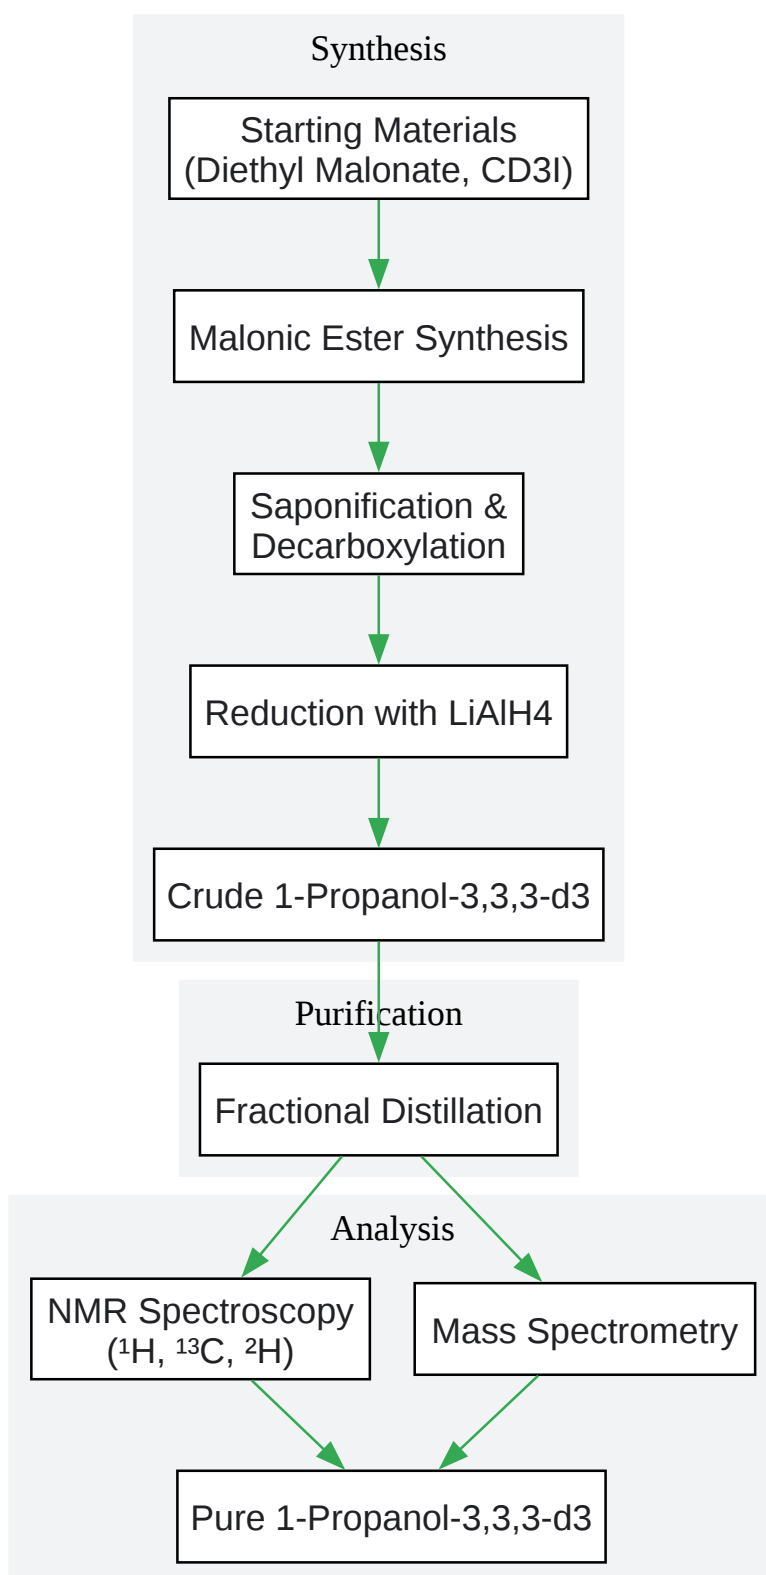 Synthesis
Starting Materials
(Diethyl Malonate, CD3I)
Malonic Ester Synthesis
Saponification &
Decarboxylation
Reduction with LiAlH4
Crude 1-Propanol-3,3,3-d3
Purification
Fractional Distillation
Analysis
NMR Spectroscopy
(¹H, ¹³C, ²H)
Mass Spectrometry
Pure 1-Propanol-3,3,3-d3